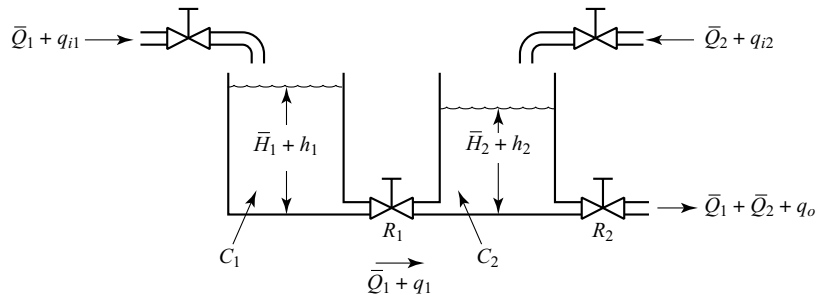 Q̄₁ + qᵢ₁
Q̄₂ + qᵢ₂
H̄₁ + h₁
H̄₂ + h₂
Q̄₁ + Q̄₂ + qₒ
R₁
R₂
C₁
C₂
Q̄₁ + q₁